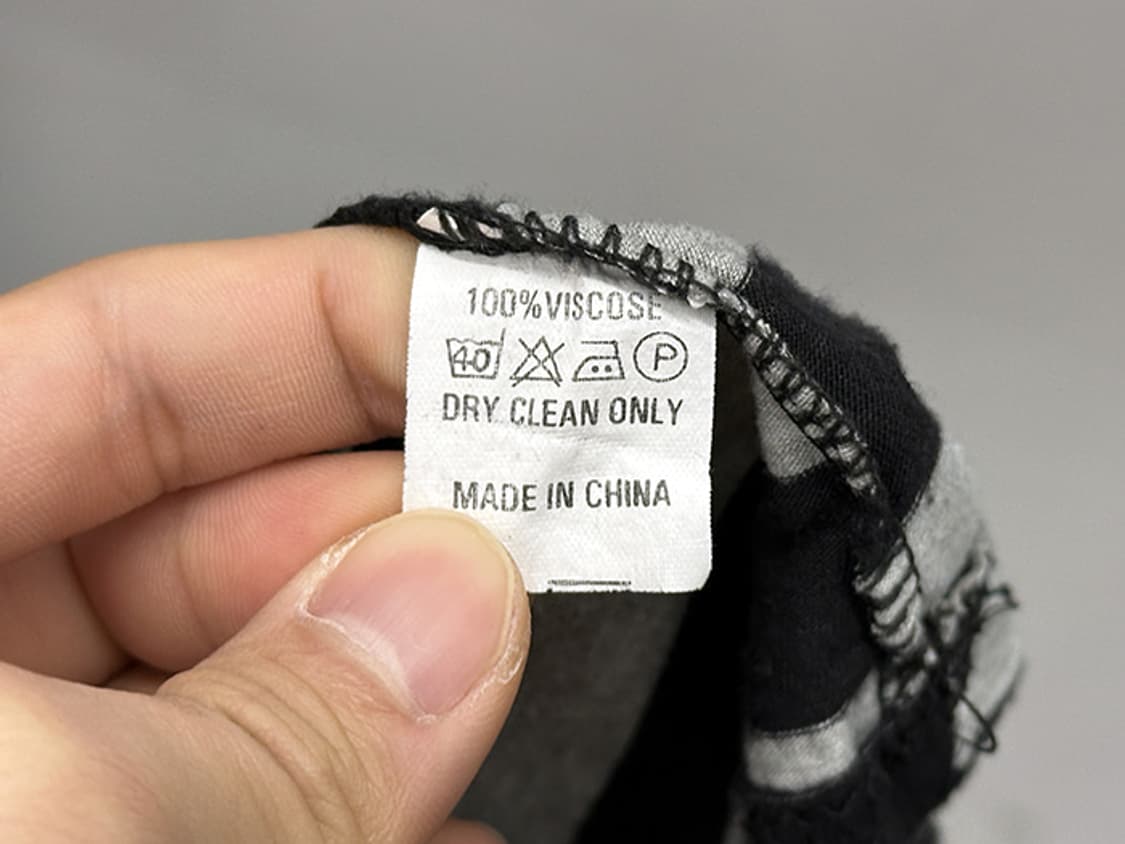 100%VISCOSE
40 P
DRY CLEAN ONLY
MADE IN CHINA